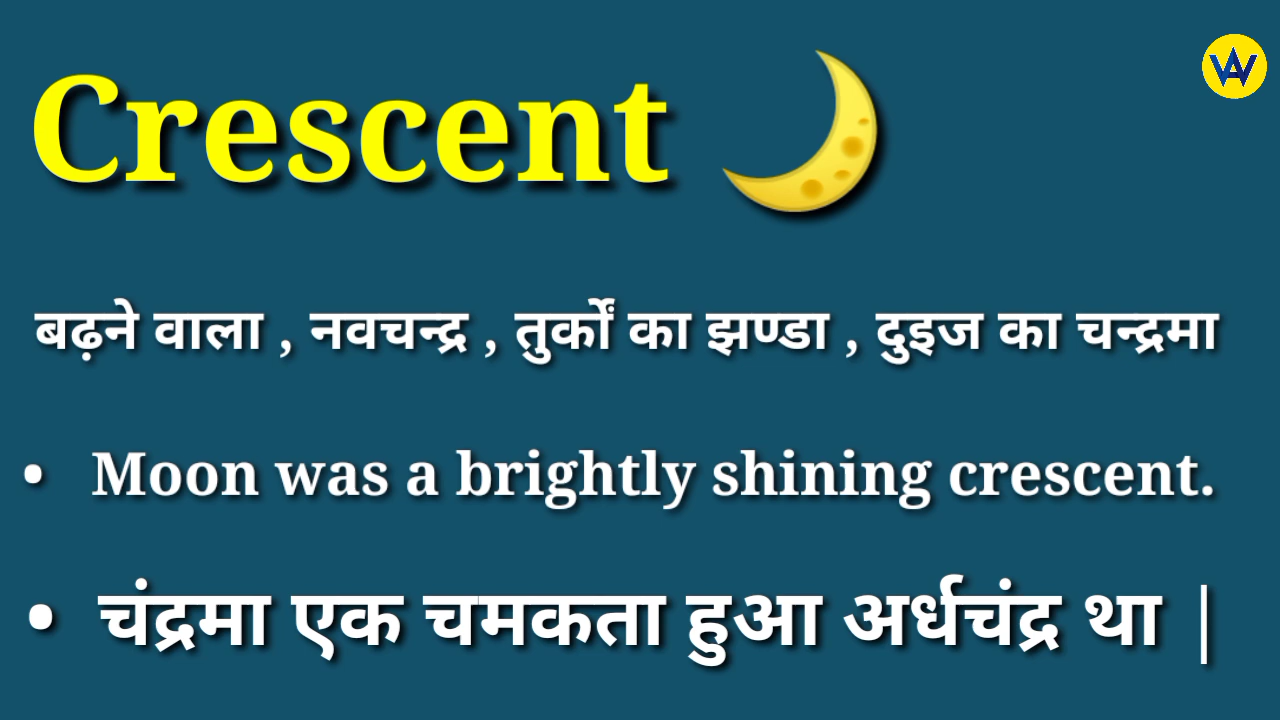 Crescent
बढ़ने वाला , नवचन्द्र , तुर्कों का झण्डा , दुइज का चन्द्रमा
• Moon was a brightly shining crescent.
• चंद्रमा एक चमकता हुआ अर्धचंद्र था |